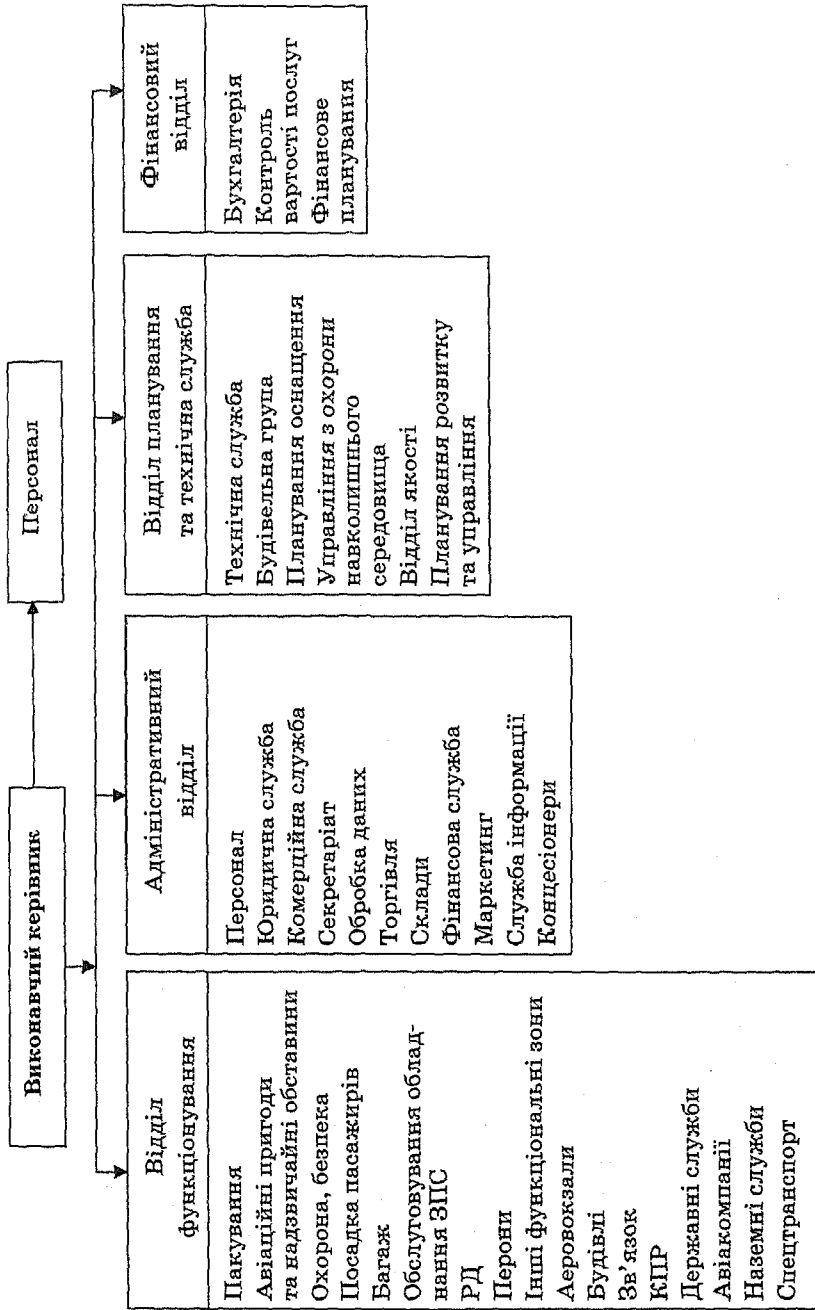 Виконавчий керівник
Персонал
Відділ
функціонування
Пакування
Авіаційні пригоди
та надзвичайні обставини
Охорона, безпека
Посадка пасажирів
Багаж
Обслуговування облад-
нання ЗПС
РД
Перони
Інші функціональні зони
Аеровокзали
Будівлі
Зв'язок
КПР
Державні служби
Авіакомпанії
Наземні служби
Спецтранспорт
Адміністративний
відділ
Персонал
Юридична служба
Комерційна служба
Секретаріат
Обробка даних
Торгівля
Склади
Фінансова служба
Маркетинг
Служба інформації
Концесіонери
Відділ планування
та технічна служба
Технічна служба
Будівельна група
Планування оснащення
Управління з охорони
навколишнього
середовища
Відділ якості
Планування розвитку
та управління
Фінансовий
відділ
Бухгалтерія
Контроль
вартості послуг
Фінансове
планування